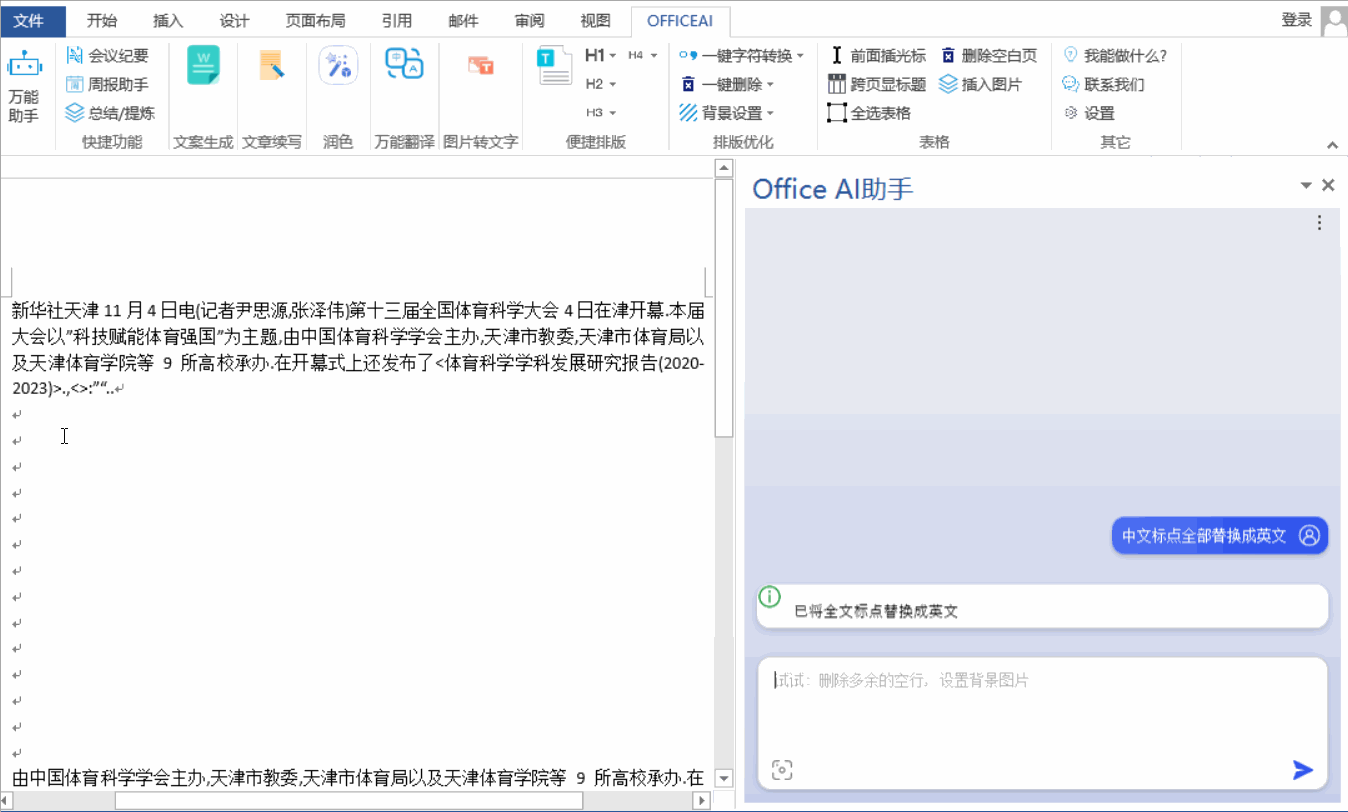 文件 开始 插入 设计 页面布局 引用 邮件 审阅 视图 OFFICEAI 登录
万能助手
会议纪要
周报助手
总结/提炼
快捷功能
W
文案生成
文章续写
润色
中 A
万能翻译
T
图片转文字
T
H1 H4
H2
H3
便捷排版
一键字符转换
一键删除
背景设置
排版优化
前面插光标 删除空白页
跨页显标题 插入图片
全选表格
表格
我能做什么?
联系我们
设置
其它
新华社天津 11 月 4 日电(记者尹思源,张泽伟)第十三届全国体育科学大会 4 日在津开幕.本届
大会以”科技赋能体育强国”为主题,由中国体育科学学会主办,天津市教委,天津市体育局以
及天津体育学院等 9 所高校承办.在开幕式上还发布了<体育科学学科发展研究报告(2020-
2023)>.,<>:”“..
由中国体育科学学会主办,天津市教委,天津市体育局以及天津体育学院等 9 所高校承办.在
Office AI助手
中文标点全部替换成英文
已将全文标点替换成英文
试试：删除多余的空行，设置背景图片